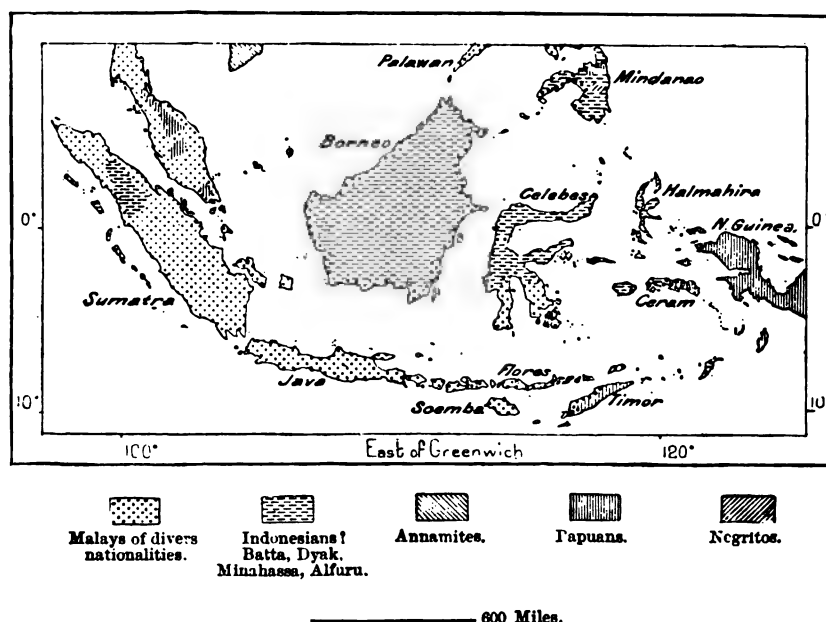 Palawan
Mindanao
Borneo
Celebes
Halmahira
0°
N. Guinea.
0°
Sumatra
Ceram
Java
Flores
Soemba
Timor
10°
10
100°
East of Greenwich
120°
Malays of divers
nationalities.
Indonesians!
Batta, Dyak,
Minahassa, Alfuru.
Annamites.
Papuans.
Negritos.
600 Miles.